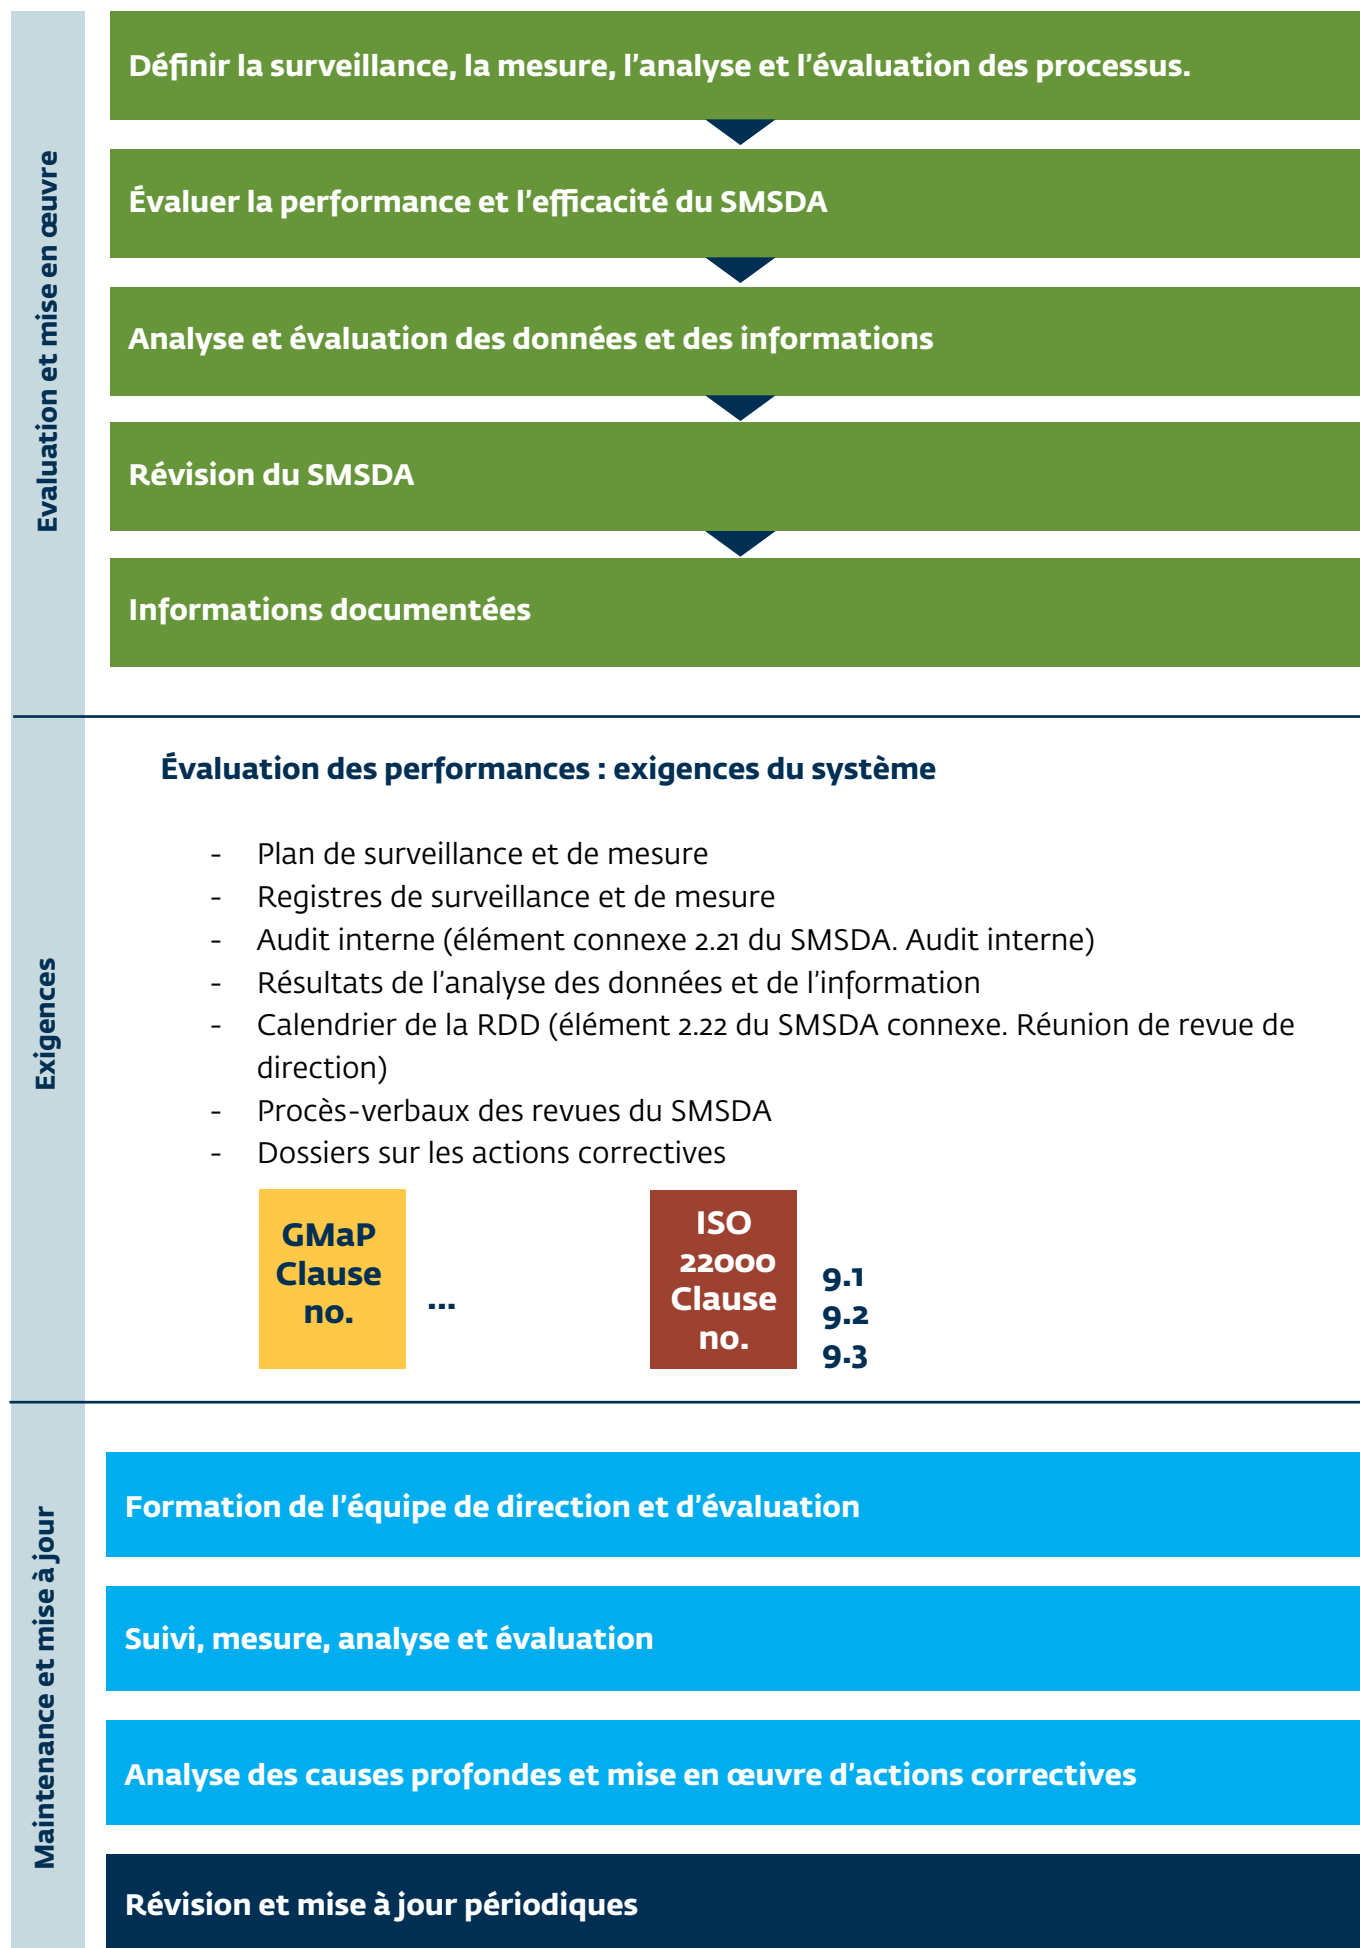 Evaluation et mise en œuvre
Définir la surveillance, la mesure, l'analyse et l'évaluation des processus.
Évaluer la performance et l'efficacité du SMSDA
Analyse et évaluation des données et des informations
Révision du SMSDA
Informations documentées
Exigences
Évaluation des performances : exigences du système
- Plan de surveillance et de mesure
- Registres de surveillance et de mesure
- Audit interne (élément connexe 2.21 du SMSDA. Audit interne)
- Résultats de l'analyse des données et de l'information
- Calendrier de la RDD (élément 2.22 du SMSDA connexe. Réunion de revue de
direction)
- Procès-verbaux des revues du SMSDA
- Dossiers sur les actions correctives
GMaP
Clause
no.
...
ISO
22000
Clause
no.
9.1
9.2
9.3
Maintenance et mise à jour
Formation de l'équipe de direction et d'évaluation
Suivi, mesure, analyse et évaluation
Analyse des causes profondes et mise en œuvre d'actions correctives
Révision et mise à jour périodiques